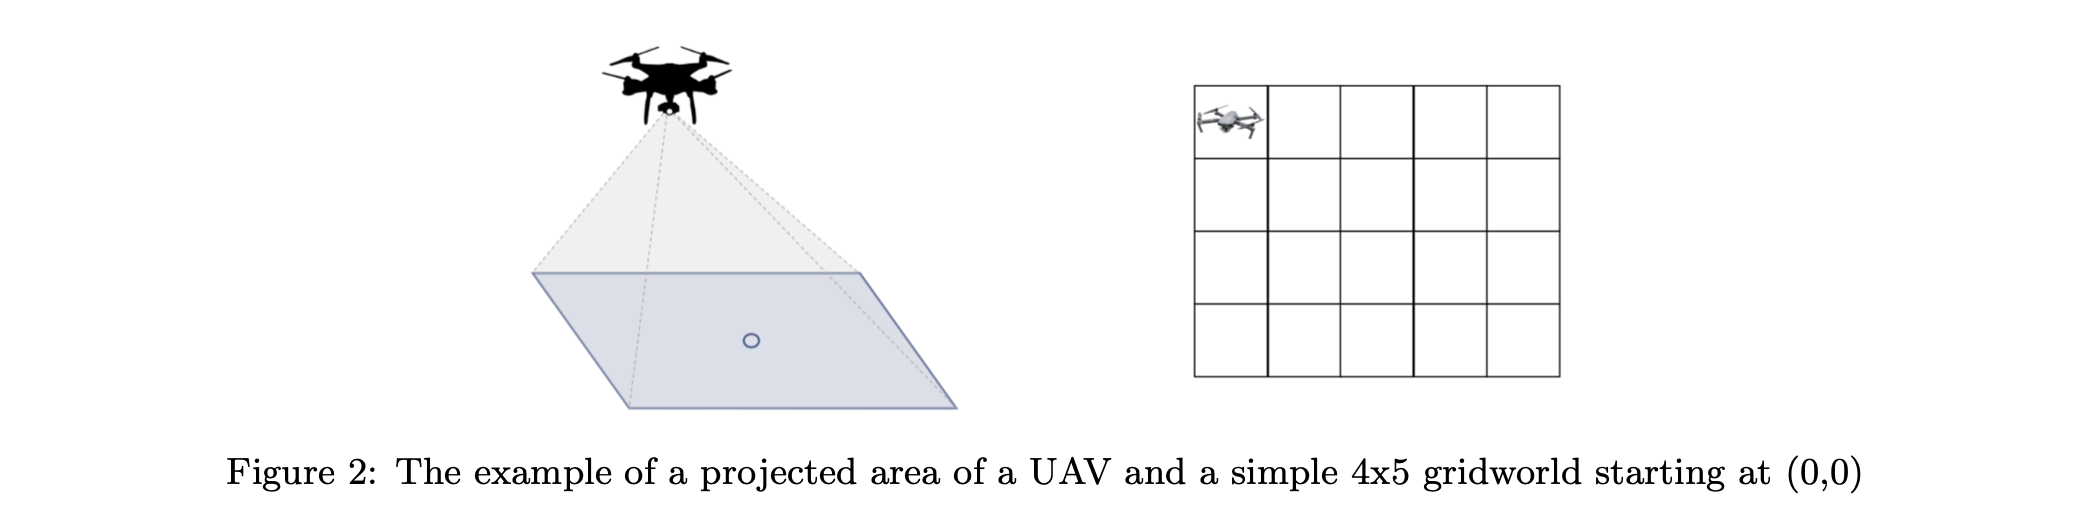 Figure 2: The example of a projected area of a UAV and a simple 4x5 gridworld starting at (0,0)